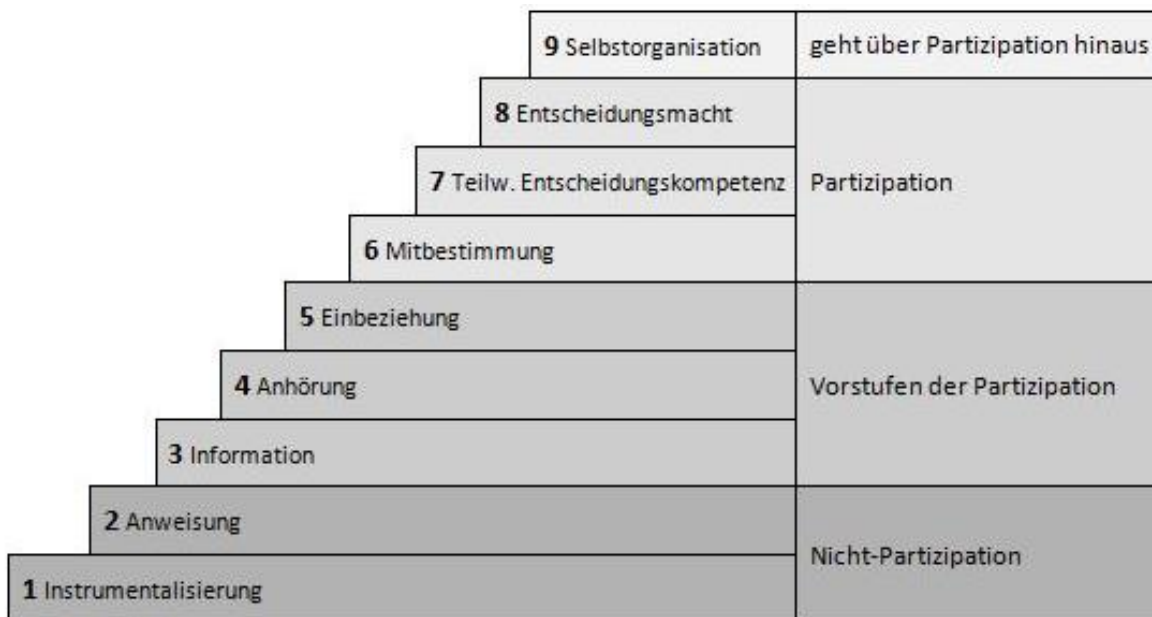 9 Selbstorganisation geht über Partizipation hinaus
8 Entscheidungsmacht
7 Teilw. Entscheidungskompetenz Partizipation
6 Mitbestimmung
5 Einbeziehung
4 Anhörung Vorstufen der Partizipation
3 Information
2 Anweisung
Nicht-Partizipation
1 Instrumentalisierung